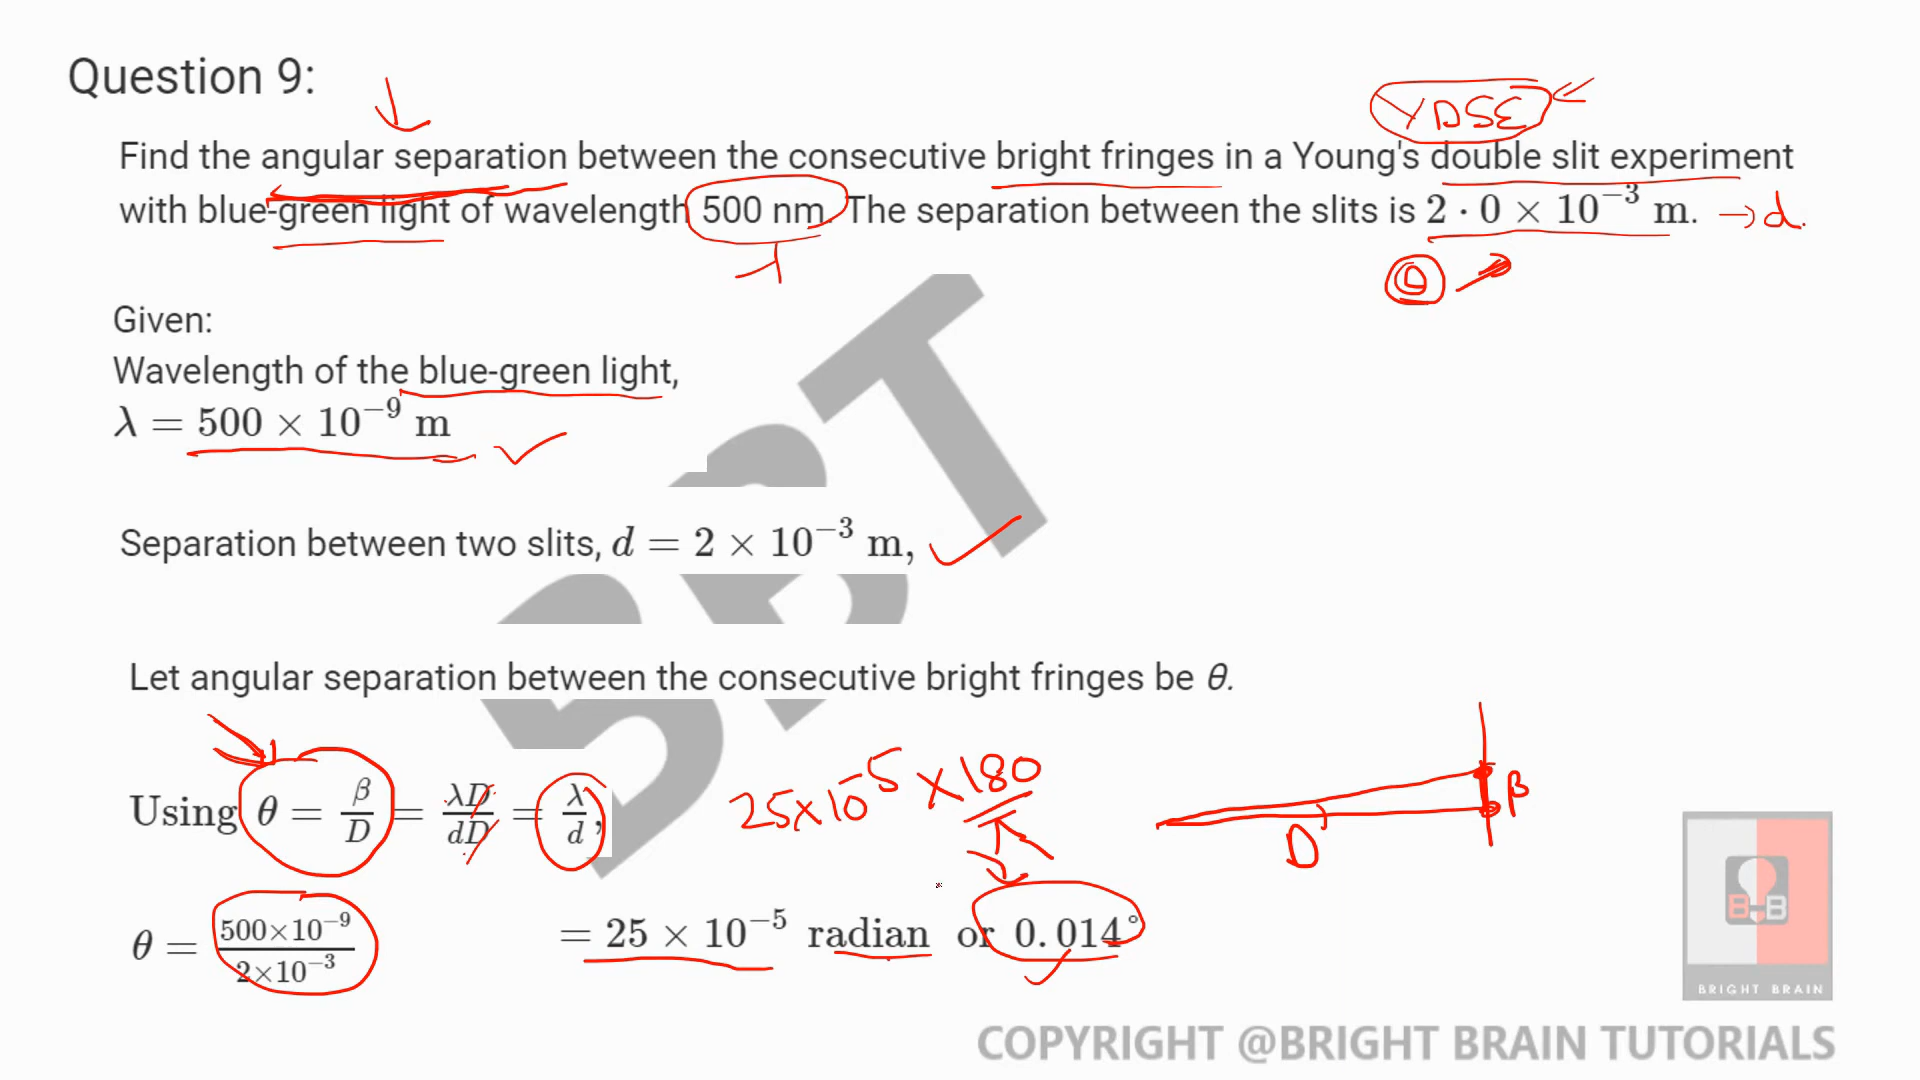 Question 9:
YDSE
Find the angular separation between the consecutive bright fringes in a Young's double slit experiment
with blue-green light of wavelength 500 nm. The separation between the slits is 2 · 0 × 10⁻³ m. → d.
λ
D
Given:
Wavelength of the blue-green light,
λ = 500 × 10⁻⁹ m
Separation between two slits, d = 2 × 10⁻³ m,
BBT
Let angular separation between the consecutive bright fringes be θ.
Using θ = β/D = λD/dD = λ/d,
25×10⁻⁵ × 180
β
D
θ = 500×10⁻⁹/2×10⁻³ = 25 × 10⁻⁵ radian or 0.014°
B-B
BRIGHT BRAIN
COPYRIGHT @BRIGHT BRAIN TUTORIALS